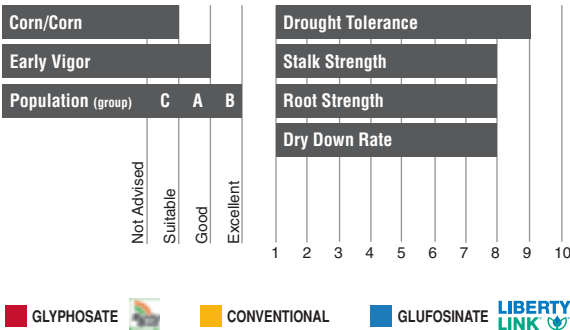 Corn/Corn
Early Vigor
Population (group) C A B
Not Advised
Suitable
Good
Excellent
Drought Tolerance
Stalk Strength
Root Strength
Dry Down Rate
1 2 3 4 5 6 7 8 9 10
GLYPHOSATE
CONVENTIONAL
GLUFOSINATE
LIBERTY
LINK